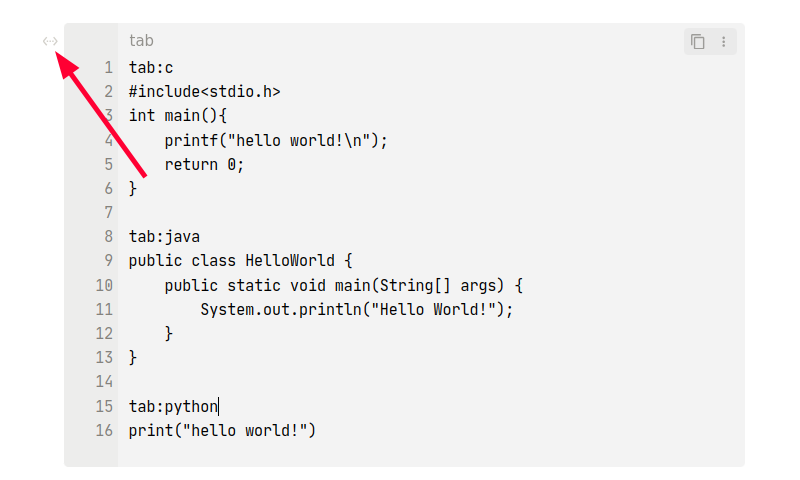 tab
1 tab:c
2 #include<stdio.h>
3 int main(){
4     printf("hello world!\n");
5     return 0;
6 }
7
8 tab:java
9 public class HelloWorld {
10     public static void main(String[] args) {
11         System.out.println("Hello World!");
12     }
13 }
14
15 tab:python
16 print("hello world!")